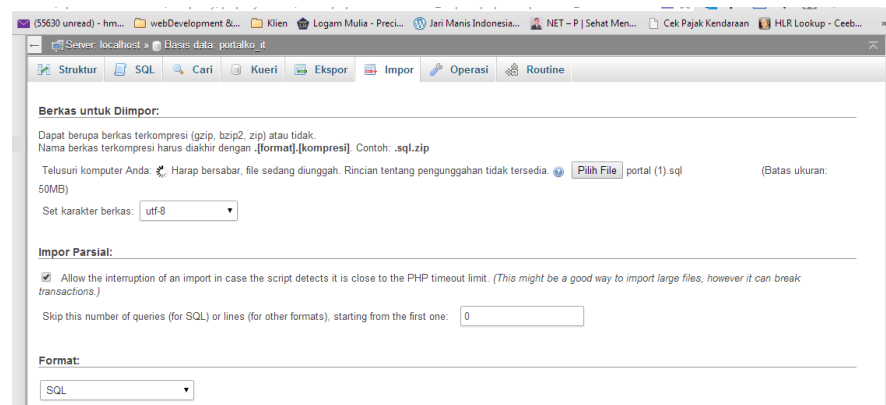 (55630 unread) - hm... webDevelopment &... Klien Logam Mulia - Preci... Jari Manis Indonesia... NET – P | Sehat Men... Cek Pajak Kendaraan HLR Lookup - Ceeb... »
Server: localhost » Basis data: portalko_it
Struktur SQL Cari Kueri Ekspor Impor Operasi Routine
Berkas untuk Diimpor:
Dapat berupa berkas terkompresi (gzip, bzip2, zip) atau tidak.
Nama berkas terkompresi harus diakhir dengan .[format].[kompresi]. Contoh: .sql.zip
Telusuri komputer Anda: Harap bersabar, file sedang diunggah. Rincian tentang pengunggahan tidak tersedia. Pilih File portal (1).sql (Batas ukuran:
50MB)
Set karakter berkas: utf-8
Impor Parsial:
Allow the interruption of an import in case the script detects it is close to the PHP timeout limit. (This might be a good way to import large files, however it can break
transactions.)
Skip this number of queries (for SQL) or lines (for other formats), starting from the first one: 0
Format:
SQL